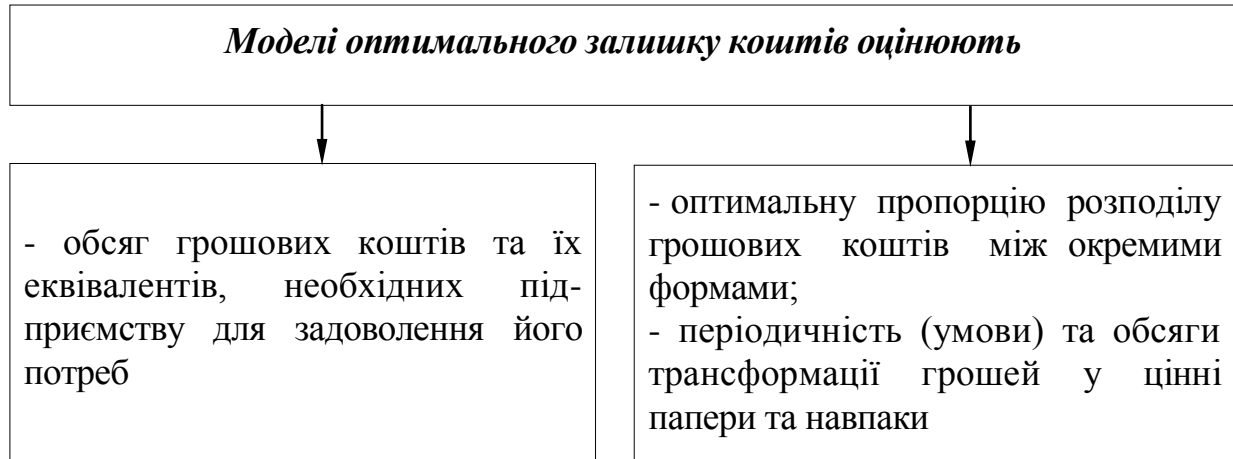 Моделі оптимального залишку коштів оцінюють
- обсяг грошових коштів та їх
еквівалентів, необхідних під-
приємству для задоволення його
потреб
- оптимальну пропорцію розподілу
грошових коштів між окремими
формами;
- періодичність (умови) та обсяги
трансформації грошей у цінні
папери та навпаки